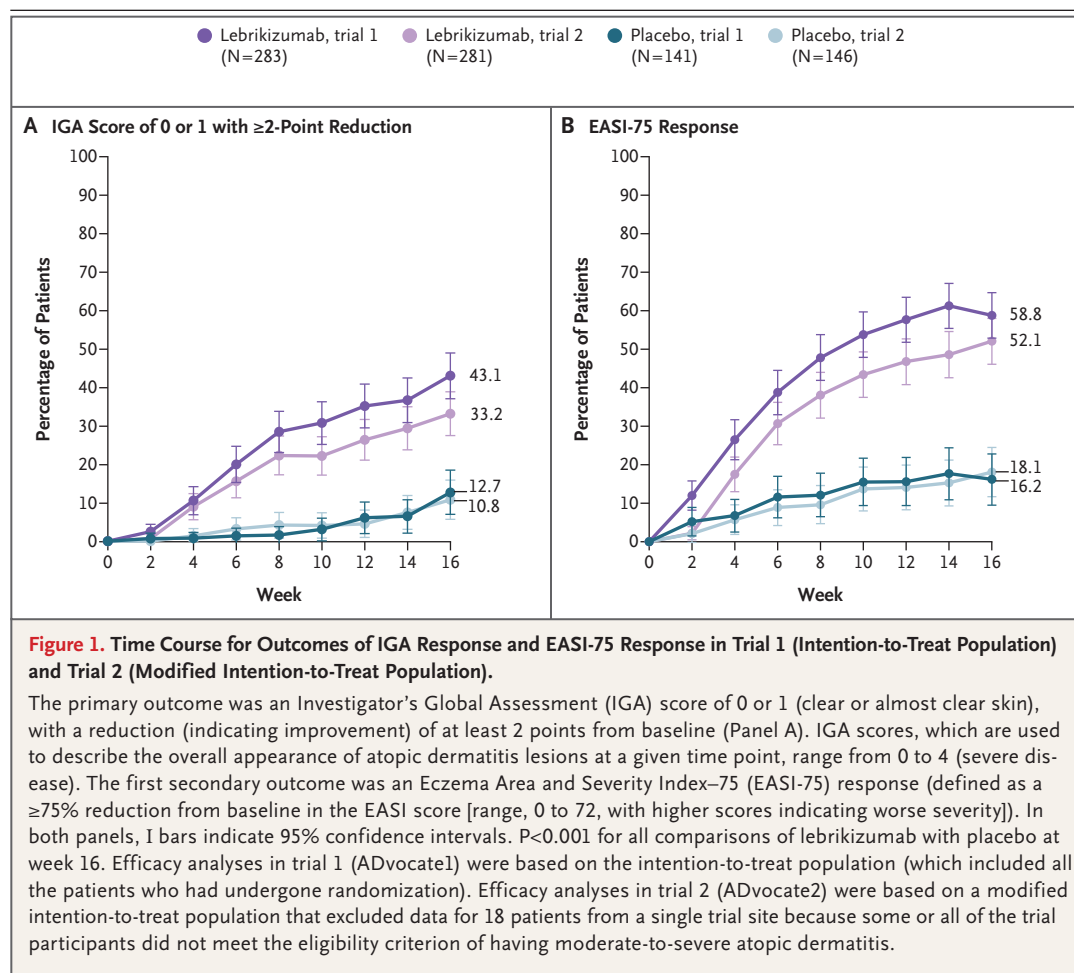 Lebrikizumab, trial 1 (N=283)
Lebrikizumab, trial 2 (N=281)
Placebo, trial 1 (N=141)
Placebo, trial 2 (N=146)
A IGA Score of 0 or 1 with ≥2-Point Reduction
Percentage of Patients
100
90
80
70
60
50
40
30
20
10
0
43.1
33.2
12.7
10.8
0 2 4 6 8 10 12 14 16
Week
B EASI-75 Response
Percentage of Patients
100
90
80
70
60
50
40
30
20
10
0
58.8
52.1
18.1
16.2
0 2 4 6 8 10 12 14 16
Week
Figure 1. Time Course for Outcomes of IGA Response and EASI-75 Response in Trial 1 (Intention-to-Treat Population)
and Trial 2 (Modified Intention-to-Treat Population).
The primary outcome was an Investigator's Global Assessment (IGA) score of 0 or 1 (clear or almost clear skin),
with a reduction (indicating improvement) of at least 2 points from baseline (Panel A). IGA scores, which are used
to describe the overall appearance of atopic dermatitis lesions at a given time point, range from 0 to 4 (severe dis-
ease). The first secondary outcome was an Eczema Area and Severity Index–75 (EASI-75) response (defined as a
≥75% reduction from baseline in the EASI score [range, 0 to 72, with higher scores indicating worse severity]). In
both panels, I bars indicate 95% confidence intervals. P<0.001 for all comparisons of lebrikizumab with placebo at
week 16. Efficacy analyses in trial 1 (ADvocate1) were based on the intention-to-treat population (which included all
the patients who had undergone randomization). Efficacy analyses in trial 2 (ADvocate2) were based on a modified
intention-to-treat population that excluded data for 18 patients from a single trial site because some or all of the trial
participants did not meet the eligibility criterion of having moderate-to-severe atopic dermatitis.